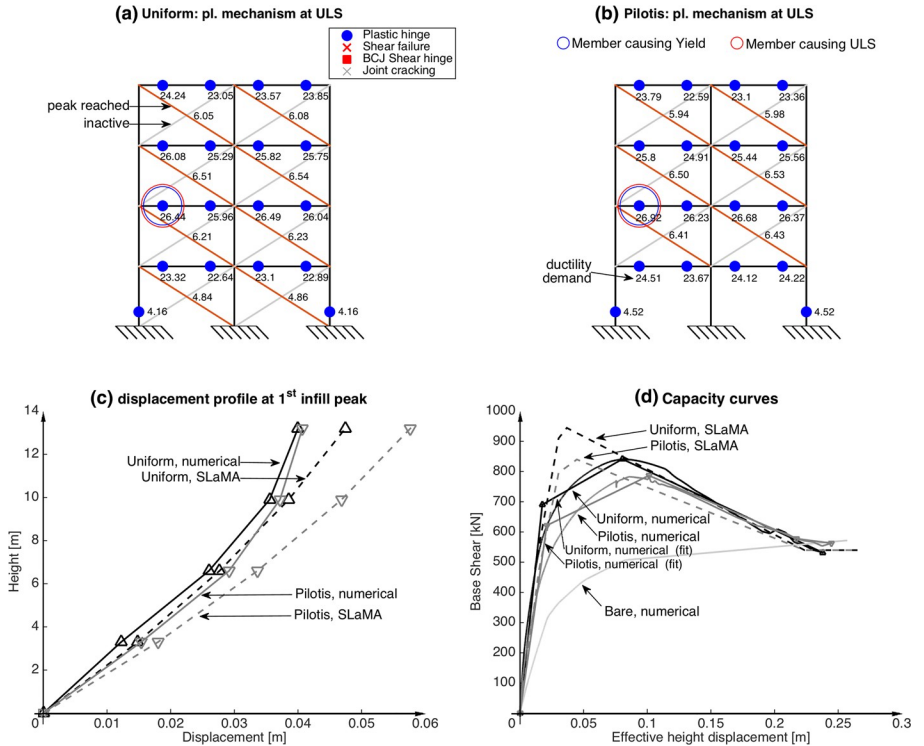 (a) Uniform: pl. mechanism at ULS
Plastic hinge
Shear failure
BCJ Shear hinge
Joint cracking
peak reached
inactive
24.24 23.05 23.57 23.85
6.05 6.08
26.08 25.29 25.82 25.75
6.51 6.54
26.44 25.96 26.49 26.04
6.21 6.23
23.32 22.64 23.1 22.89
4.84 4.86
4.16 4.16
(b) Pilotis: pl. mechanism at ULS
Member causing Yield
Member causing ULS
23.79 22.59 23.1 23.36
5.94 5.98
25.8 24.91 25.44 25.56
6.50 6.53
26.92 26.23 26.68 26.37
6.41 6.43
ductility
demand
24.51 23.67 24.12 24.22
4.52 4.52
(c) displacement profile at 1st infill peak
14
12
10
8
6
4
2
0
0 0.01 0.02 0.03 0.04 0.05 0.06
Height [m]
Displacement [m]
Uniform, numerical
Uniform, SLaMA
Pilotis, numerical
Pilotis, SLaMA
(d) Capacity curves
1000
900
800
700
600
500
400
300
200
100
0 0.05 0.1 0.15 0.2 0.25 0.3
Base Shear [kN]
Effective height displacement [m]
Uniform, SLaMA
Pilotis, SLaMA
Uniform, numerical
Pilotis, numerical
Uniform, numerical (fit)
Pilotis, numerical (fit)
Bare, numerical